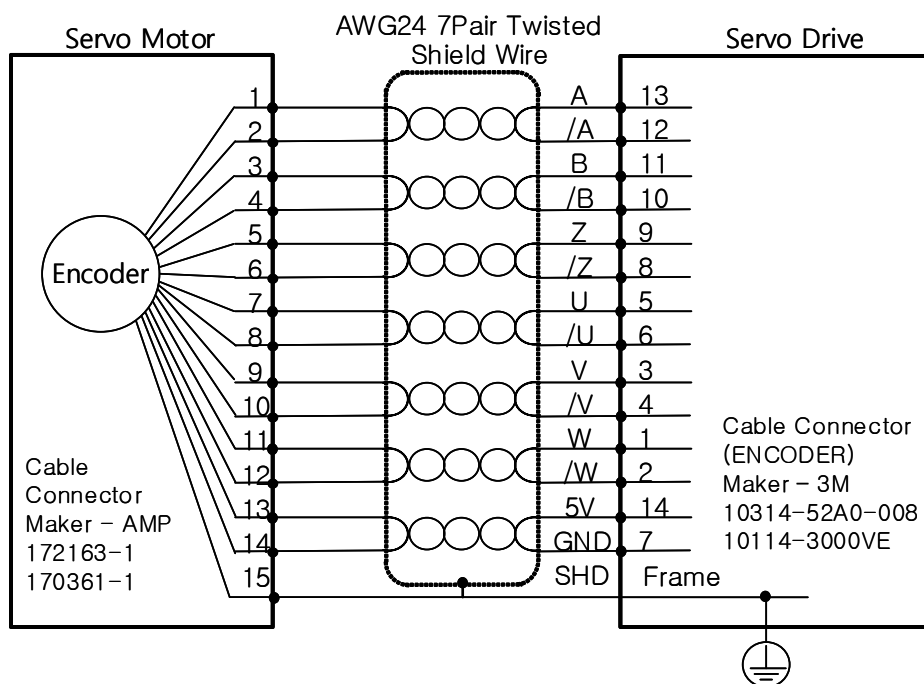 Servo Motor
AWG24 7Pair Twisted
Shield Wire
Servo Drive
1 A 13
2 /A 12
3 B 11
4 /B 10
5 Z 9
Encoder
6 /Z 8
7 U 5
8 /U 6
9 V 3
10 /V 4
11 W 1
12 /W 2
13 5V 14
14 GND 7
15 SHD Frame
Cable
Connector
Maker - AMP
172163-1
170361-1
Cable Connector
(ENCODER)
Maker - 3M
10314-52A0-008
10114-3000VE